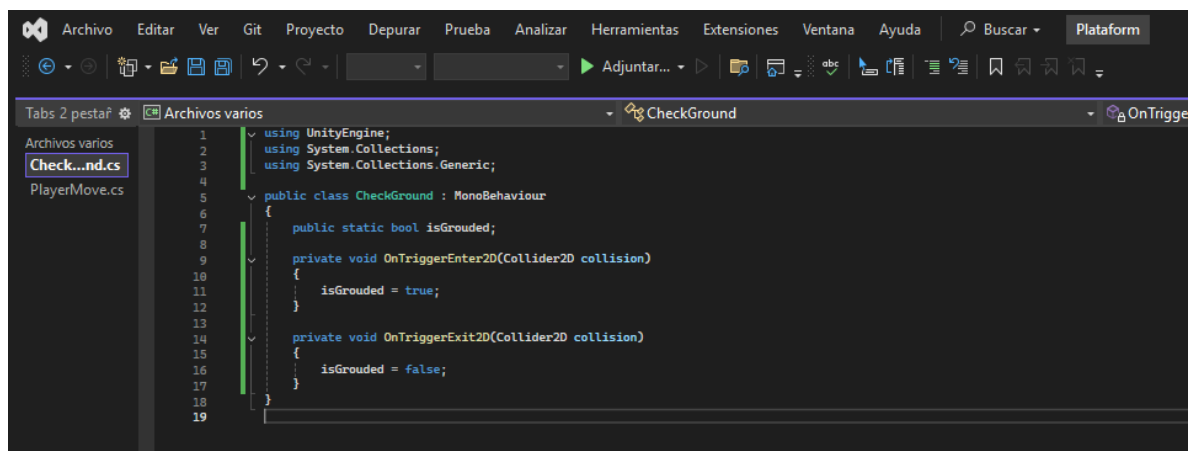 Archivo Editar Ver Git Proyecto Depurar Prueba Analizar Herramientas Extensiones Ventana Ayuda Buscar Plataform
Adjuntar... abc
Tabs 2 pestañ Archivos varios CheckGround OnTrigge
Archivos varios
Check...nd.cs
PlayerMove.cs
1 using UnityEngine;
2 using System.Collections;
3 using System.Collections.Generic;
4
5 public class CheckGround : MonoBehaviour
6 {
7 public static bool isGrouded;
8
9 private void OnTriggerEnter2D(Collider2D collision)
10 {
11 isGrouded = true;
12 }
13
14 private void OnTriggerExit2D(Collider2D collision)
15 {
16 isGrouded = false;
17 }
18 }
19